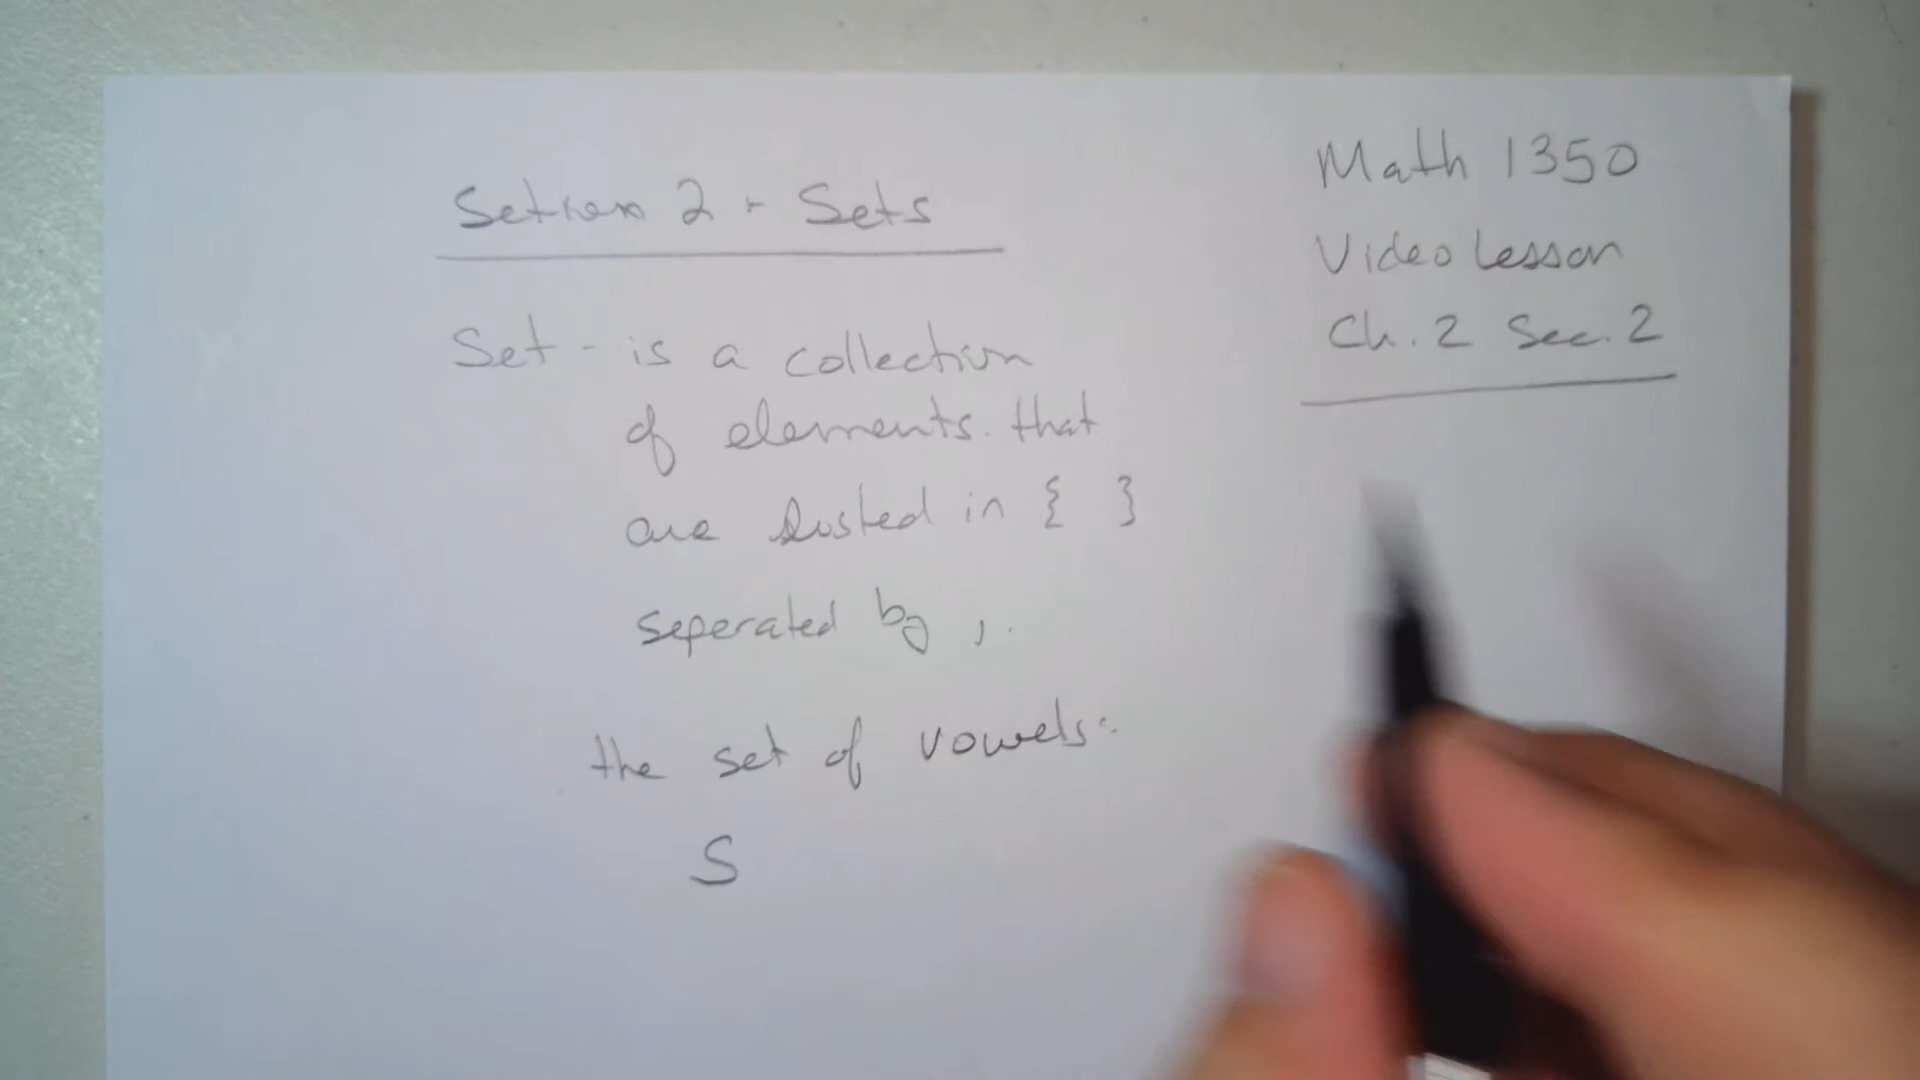 Setion 2 - Sets
Math 1350
Video Lesson
Ch. 2 Sec. 2
Set - is a collection
of elements. that
are listed in { }
seperated by , .
the set of vowels:
S